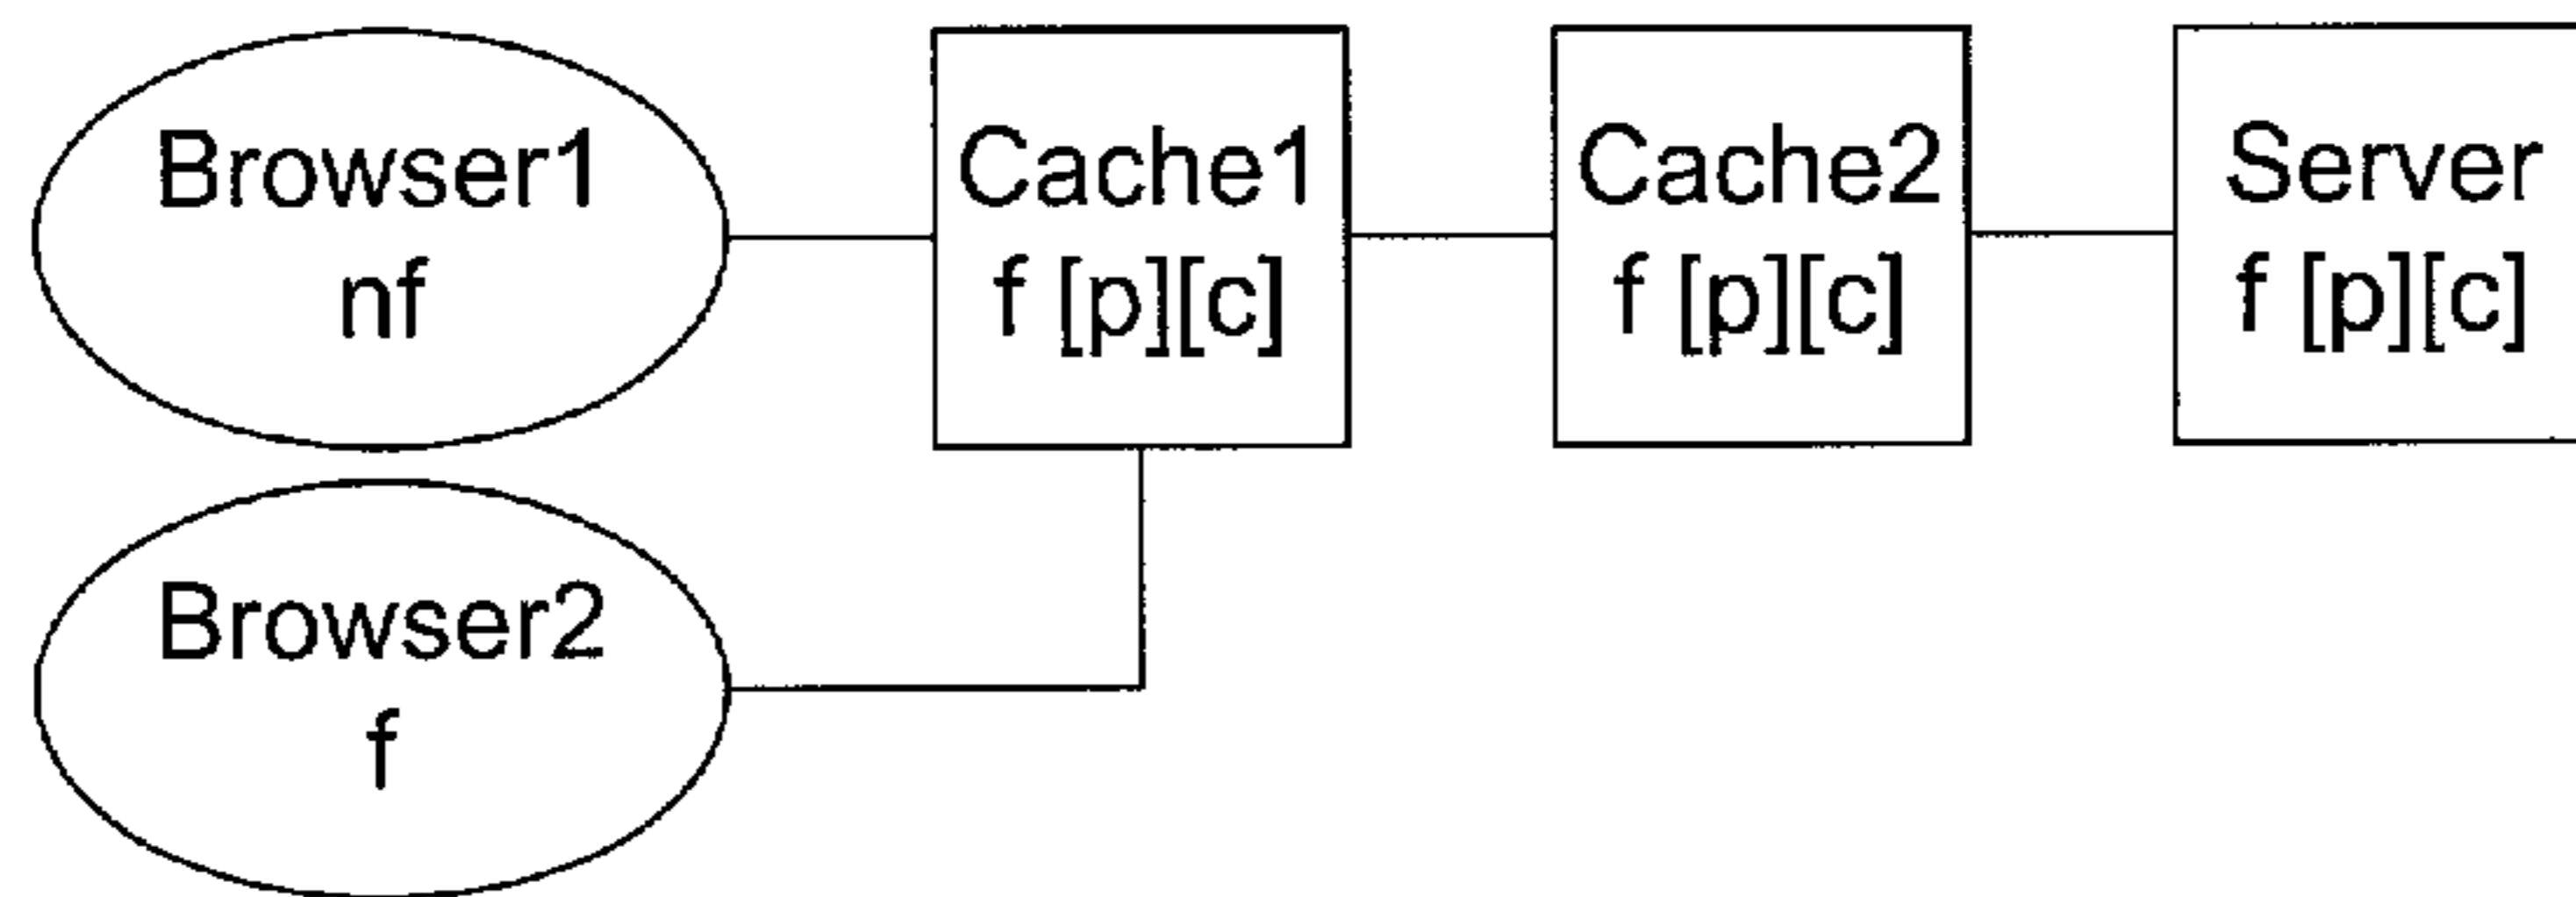 Browser1
nf
Cache1
f [p][c]
Cache2
f [p][c]
Server
f [p][c]
Browser2
f